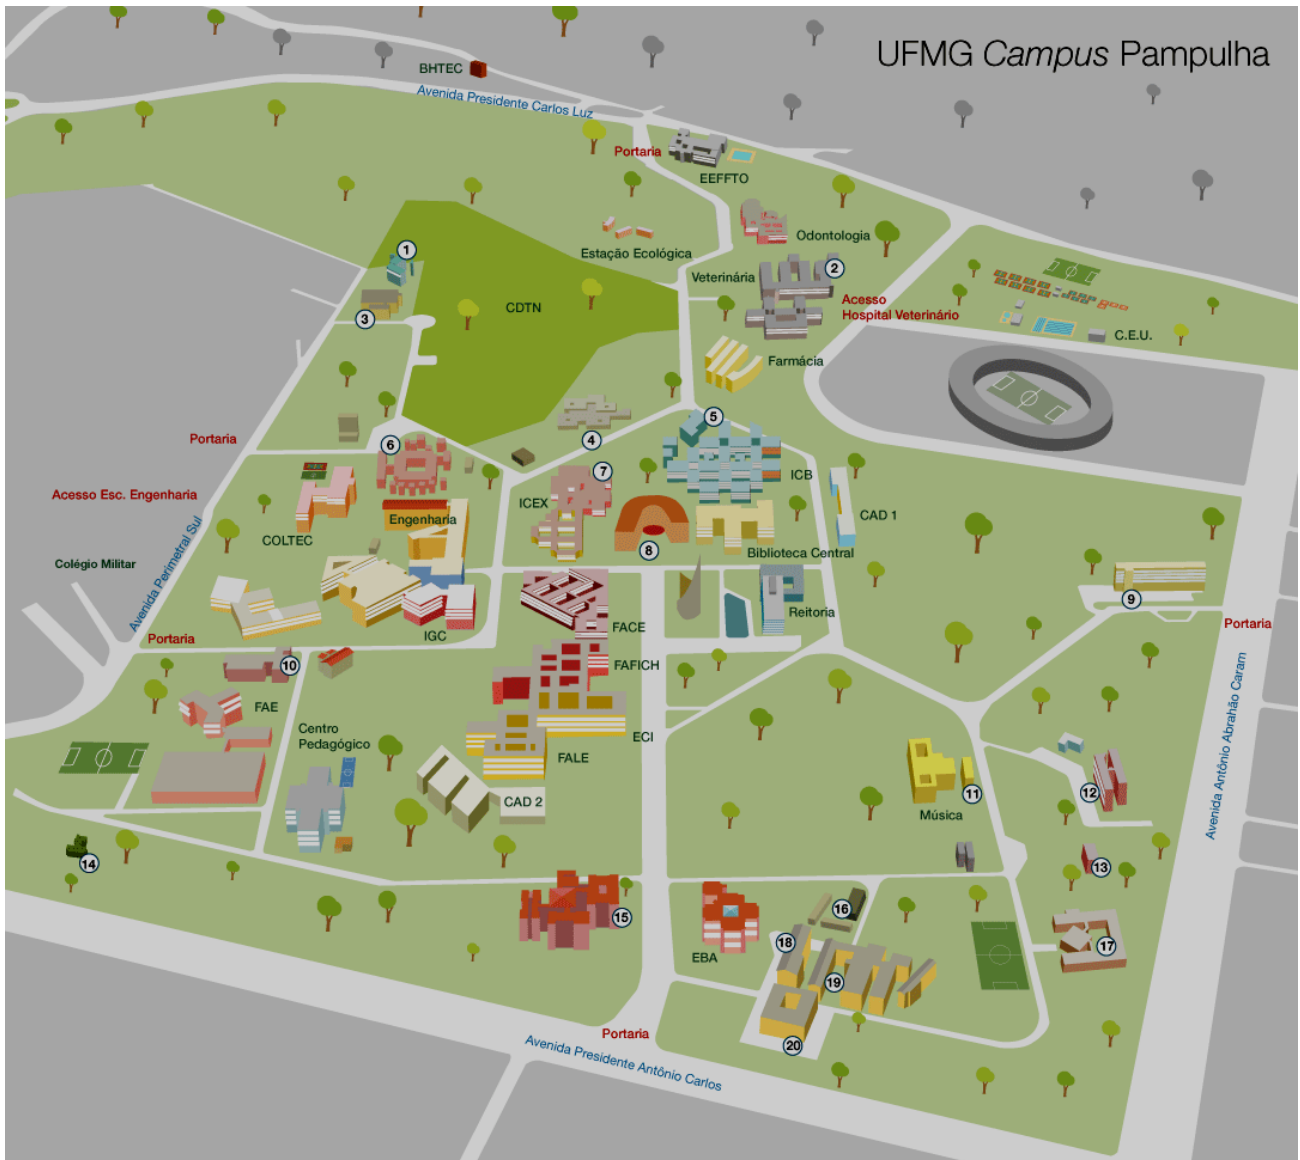 UFMG Campus Pampulha
BHTEC
Avenida Presidente Carlos Luz
Portaria
EEFFTO
Odontologia
Estação Ecológica
1
2
Veterinária
Acesso
Hospital Veterinário
CDTN
3
C.E.U.
Farmácia
5
4
Portaria
6
7
ICB
Acesso Esc. Engenharia
ICEX
Engenharia
CAD 1
COLTEC
8
Biblioteca Central
Colégio Militar
Avenida Perimetral Sul
9
Reitoria
FACE
IGC
Portaria
Portaria
10
FAFICH
FAE
Centro
Pedagógico
ECI
FALE
Avenida Antônio Abrahão Caram
11
12
CAD 2
Música
14
13
15
16
18
17
EBA
19
Portaria
20
Avenida Presidente Antônio Carlos